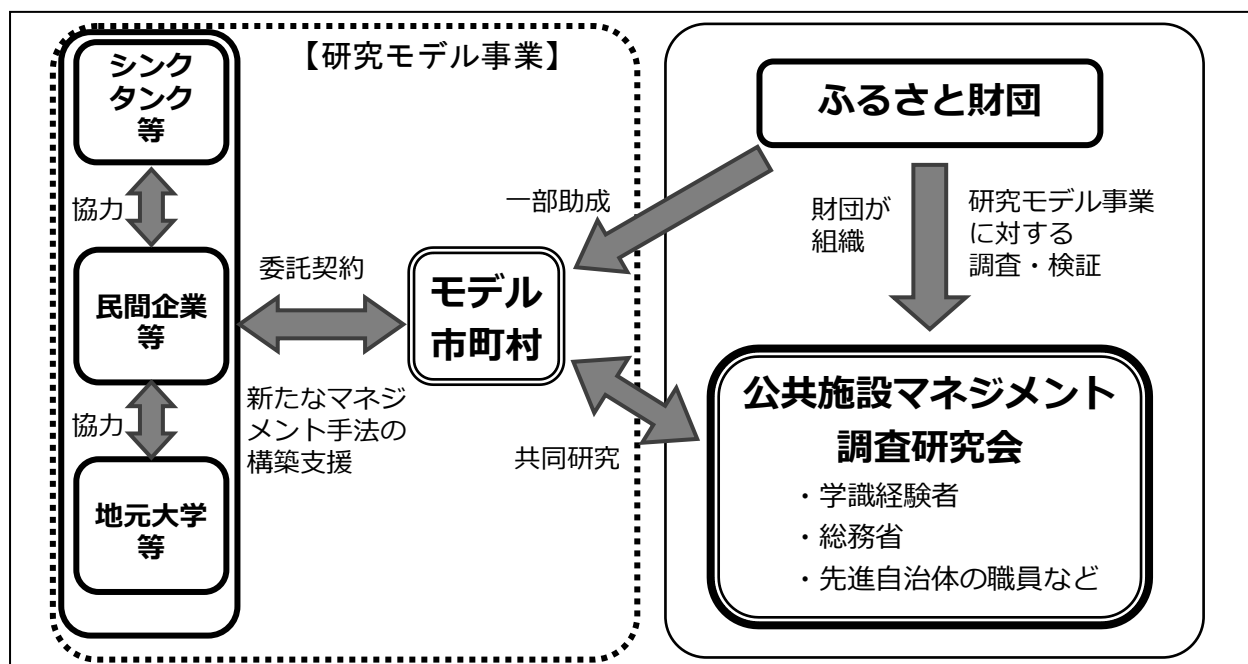 【研究モデル事業】
シンク
タンク
等
協力
民間企業
等
協力
地元大学
等
委託契約
新たなマネジ
メント手法の
構築支援
モデル
市町村
一部助成
共同研究
ふるさと財団
財団が
組織
研究モデル事業
に対する
調査・検証
公共施設マネジメント
調査研究会
・学識経験者
・総務省
・先進自治体の職員など